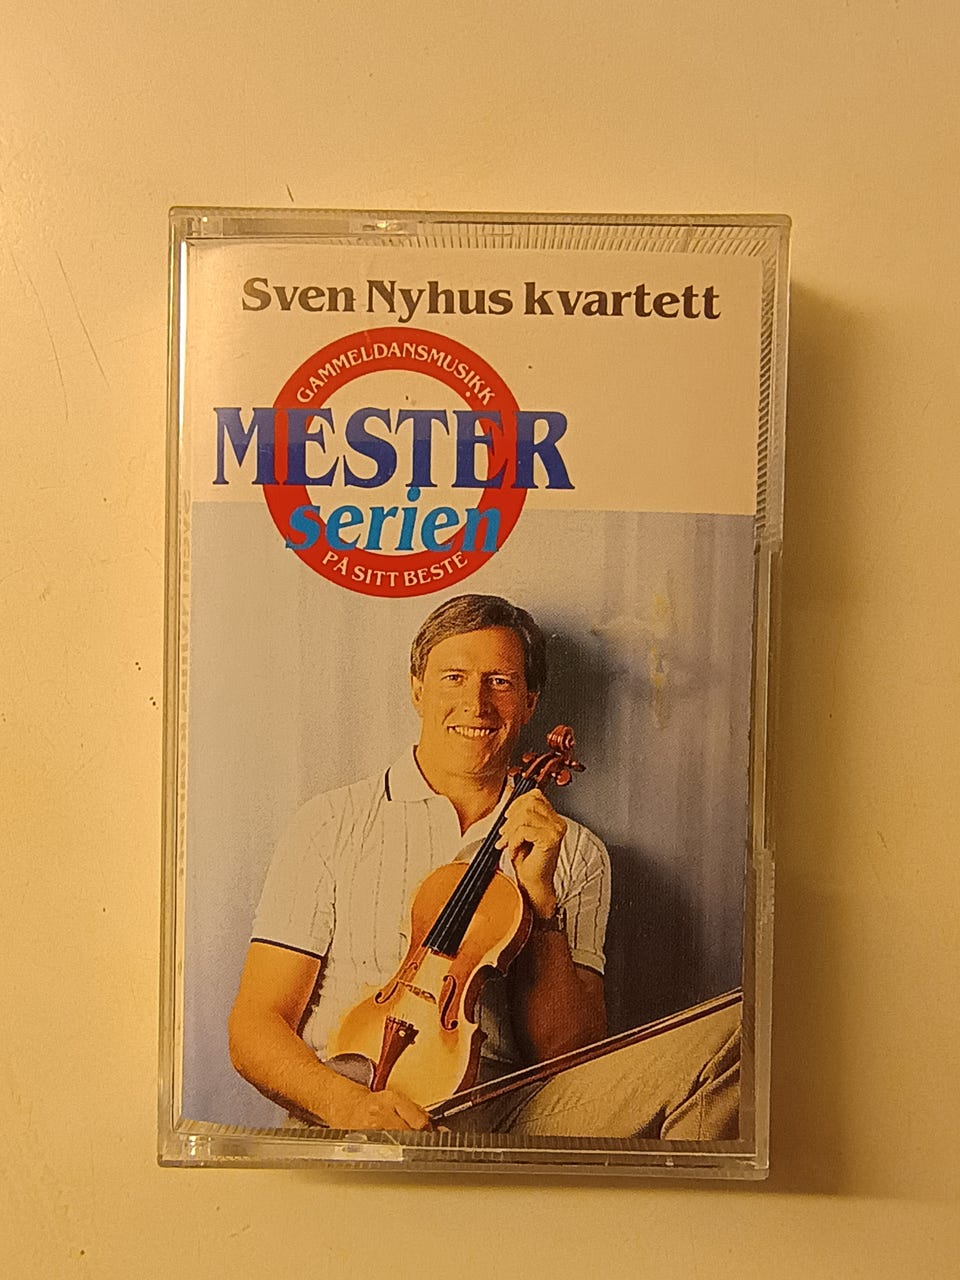 Sven Nyhus kvartett
GAMMELDANSMUSIKK
MESTER
serien
PÅ SITT BESTE